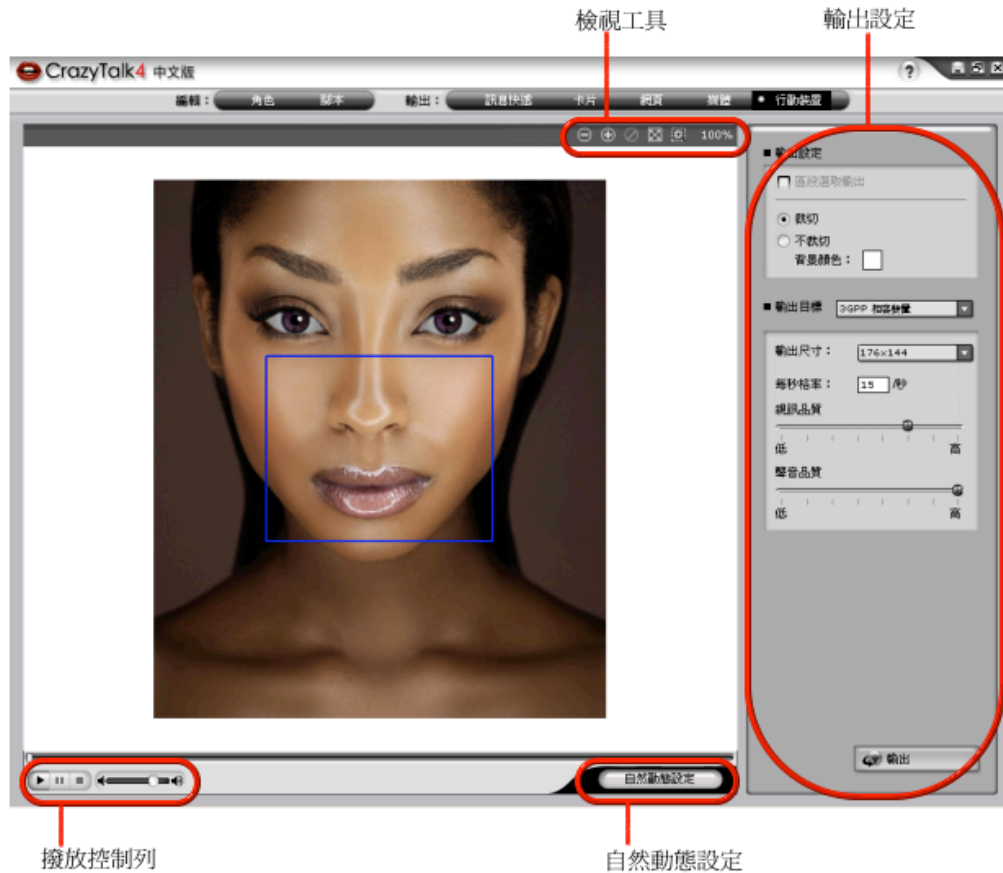 檢視工具
輸出設定
CrazyTalk4 中文版
?
編輯： 角色 腳本 輸出： 訊息快遞 卡片 網頁 媒體 行動裝置
100%
輸出設定
區段選取輸出
裁切
不裁切
背景顏色：
輸出目標 3GPP 相容裝置
輸出尺寸： 176x144
每秒格率： 15 /秒
視訊品質
低 高
聲音品質
低 高
輸出
自然動態設定
撥放控制列
自然動態設定